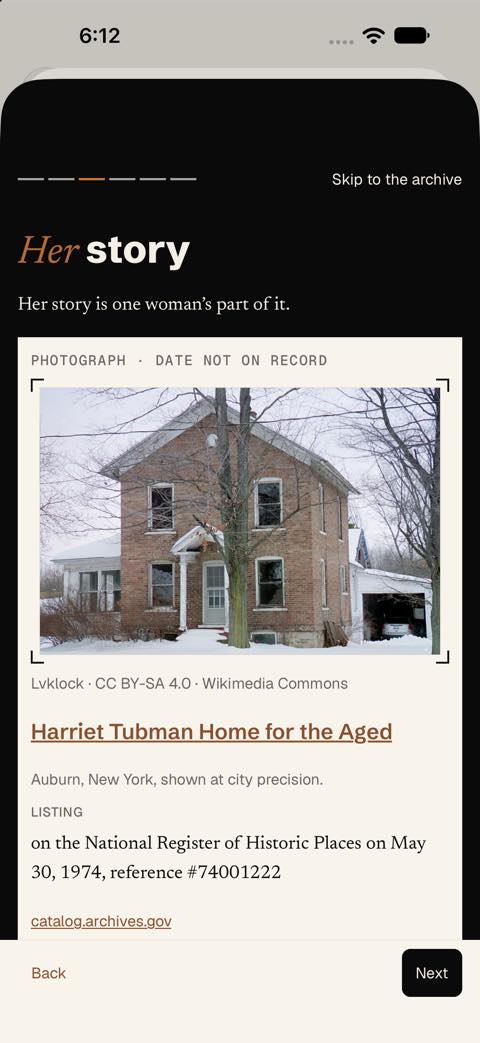 6:12
Skip to the archive
Her story
Her story is one woman’s part of it.
PHOTOGRAPH · DATE NOT ON RECORD
Lvklock · CC BY-SA 4.0 · Wikimedia Commons
Harriet Tubman Home for the Aged
Auburn, New York, shown at city precision.
LISTING
on the National Register of Historic Places on May
30, 1974, reference #74001222
catalog.archives.gov
Back
Next